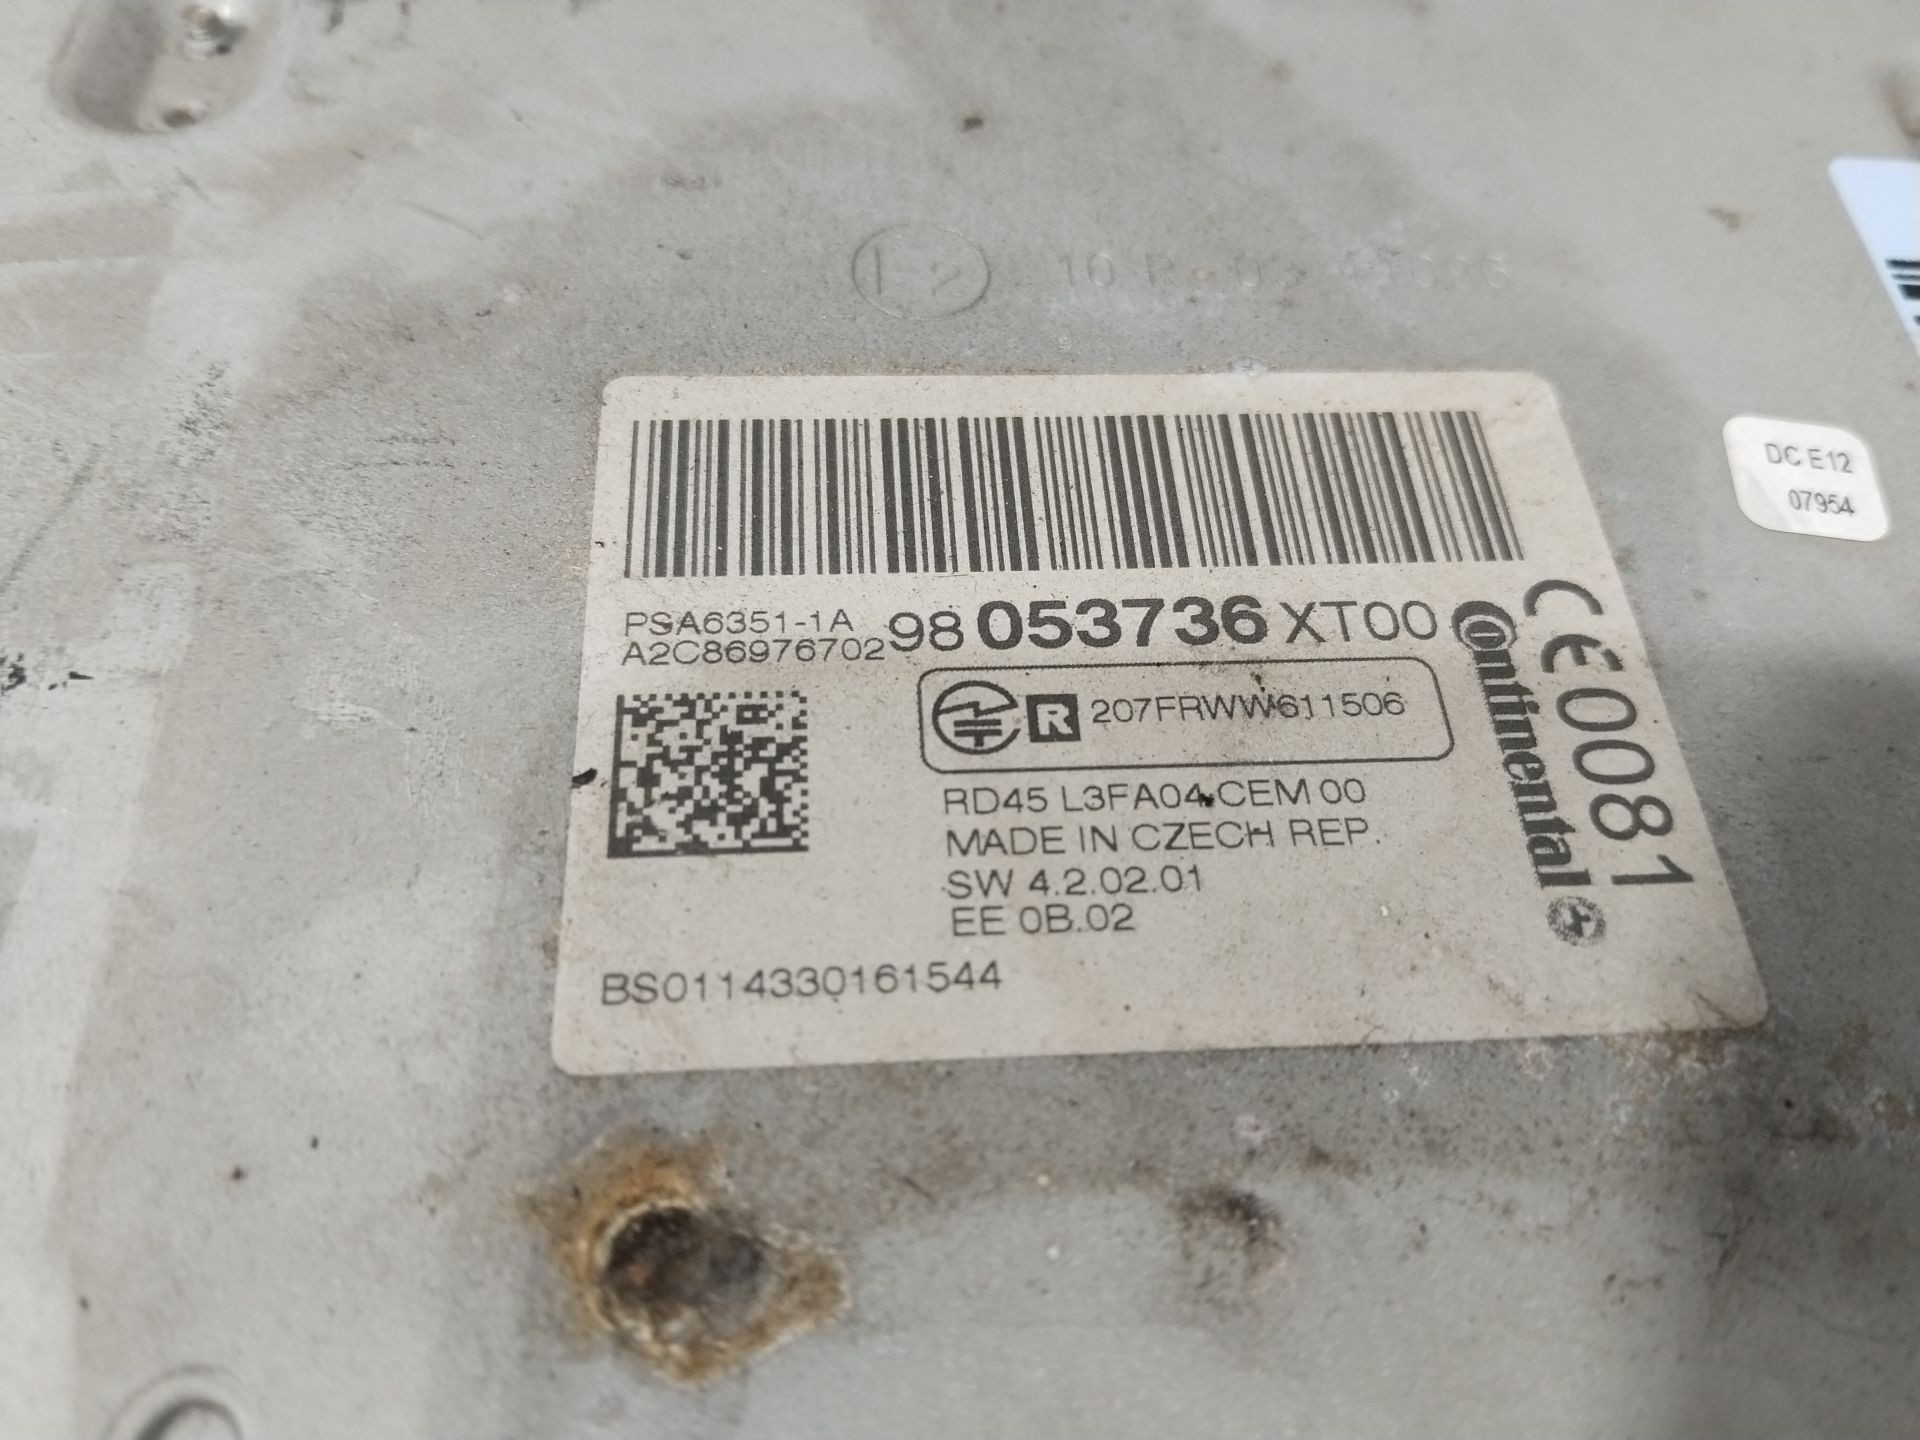 E2
DC E12
07954
PSA6351-1A
A2C86976702
98 053736 XT00
R 207FRWW611506
RD45 L3FA04 CEM 00
MADE IN CZECH REP.
SW 4.2.02.01
EE 0B.02
BS0114330161544
Continental
CE 0081